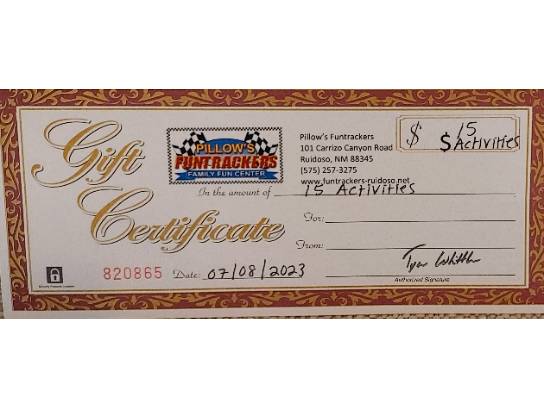 Gift
Certificate
PILLOW'S
FUNTRACKERS
FAMILY FUN CENTER
Pillow's Funtrackers
101 Carrizo Canyon Road
Ruidoso, NM 88345
(575) 257-3275
www.funtrackers-ruidoso.net
$ 15
$ Activities
In the amount of 15 Activities
For:
From:
820865 Date: 07/08/2023
Authorized Signature